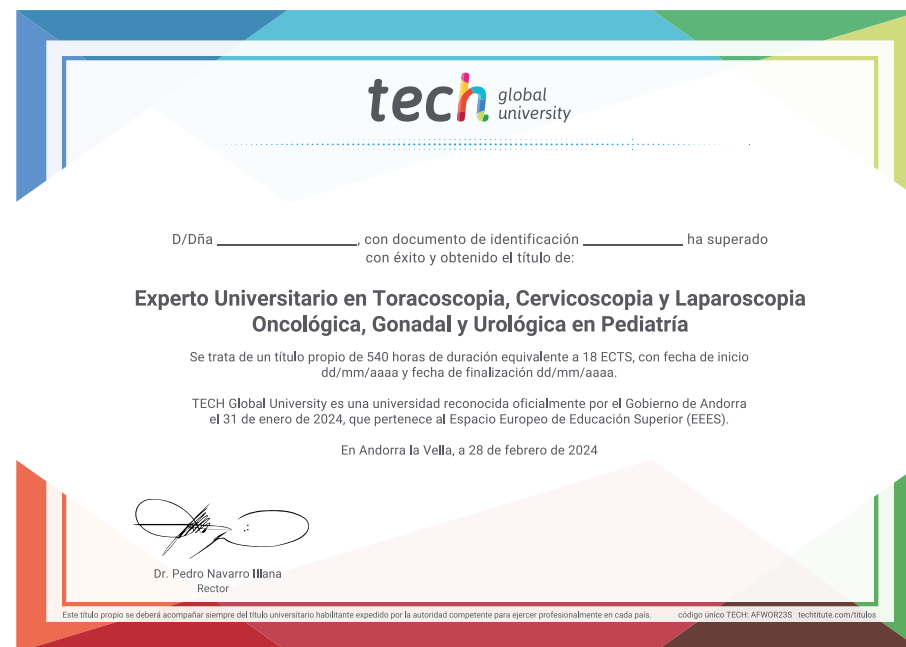 tech global
university
D/Dña ____________________, con documento de identificación ______________ ha superado
con éxito y obtenido el título de:
Experto Universitario en Toracoscopia, Cervicoscopia y Laparoscopia
Oncológica, Gonadal y Urológica en Pediatría
Se trata de un título propio de 540 horas de duración equivalente a 18 ECTS, con fecha de inicio
dd/mm/aaaa y fecha de finalización dd/mm/aaaa.
TECH Global University es una universidad reconocida oficialmente por el Gobierno de Andorra
el 31 de enero de 2024, que pertenece al Espacio Europeo de Educación Superior (EEES).
En Andorra la Vella, a 28 de febrero de 2024
Dr. Pedro Navarro Illana
Rector
Este título propio se deberá acompañar siempre del título universitario habilitante expedido por la autoridad competente para ejercer profesionalmente en cada país. código único TECH: AFWOR23S techtitute.com/titulos